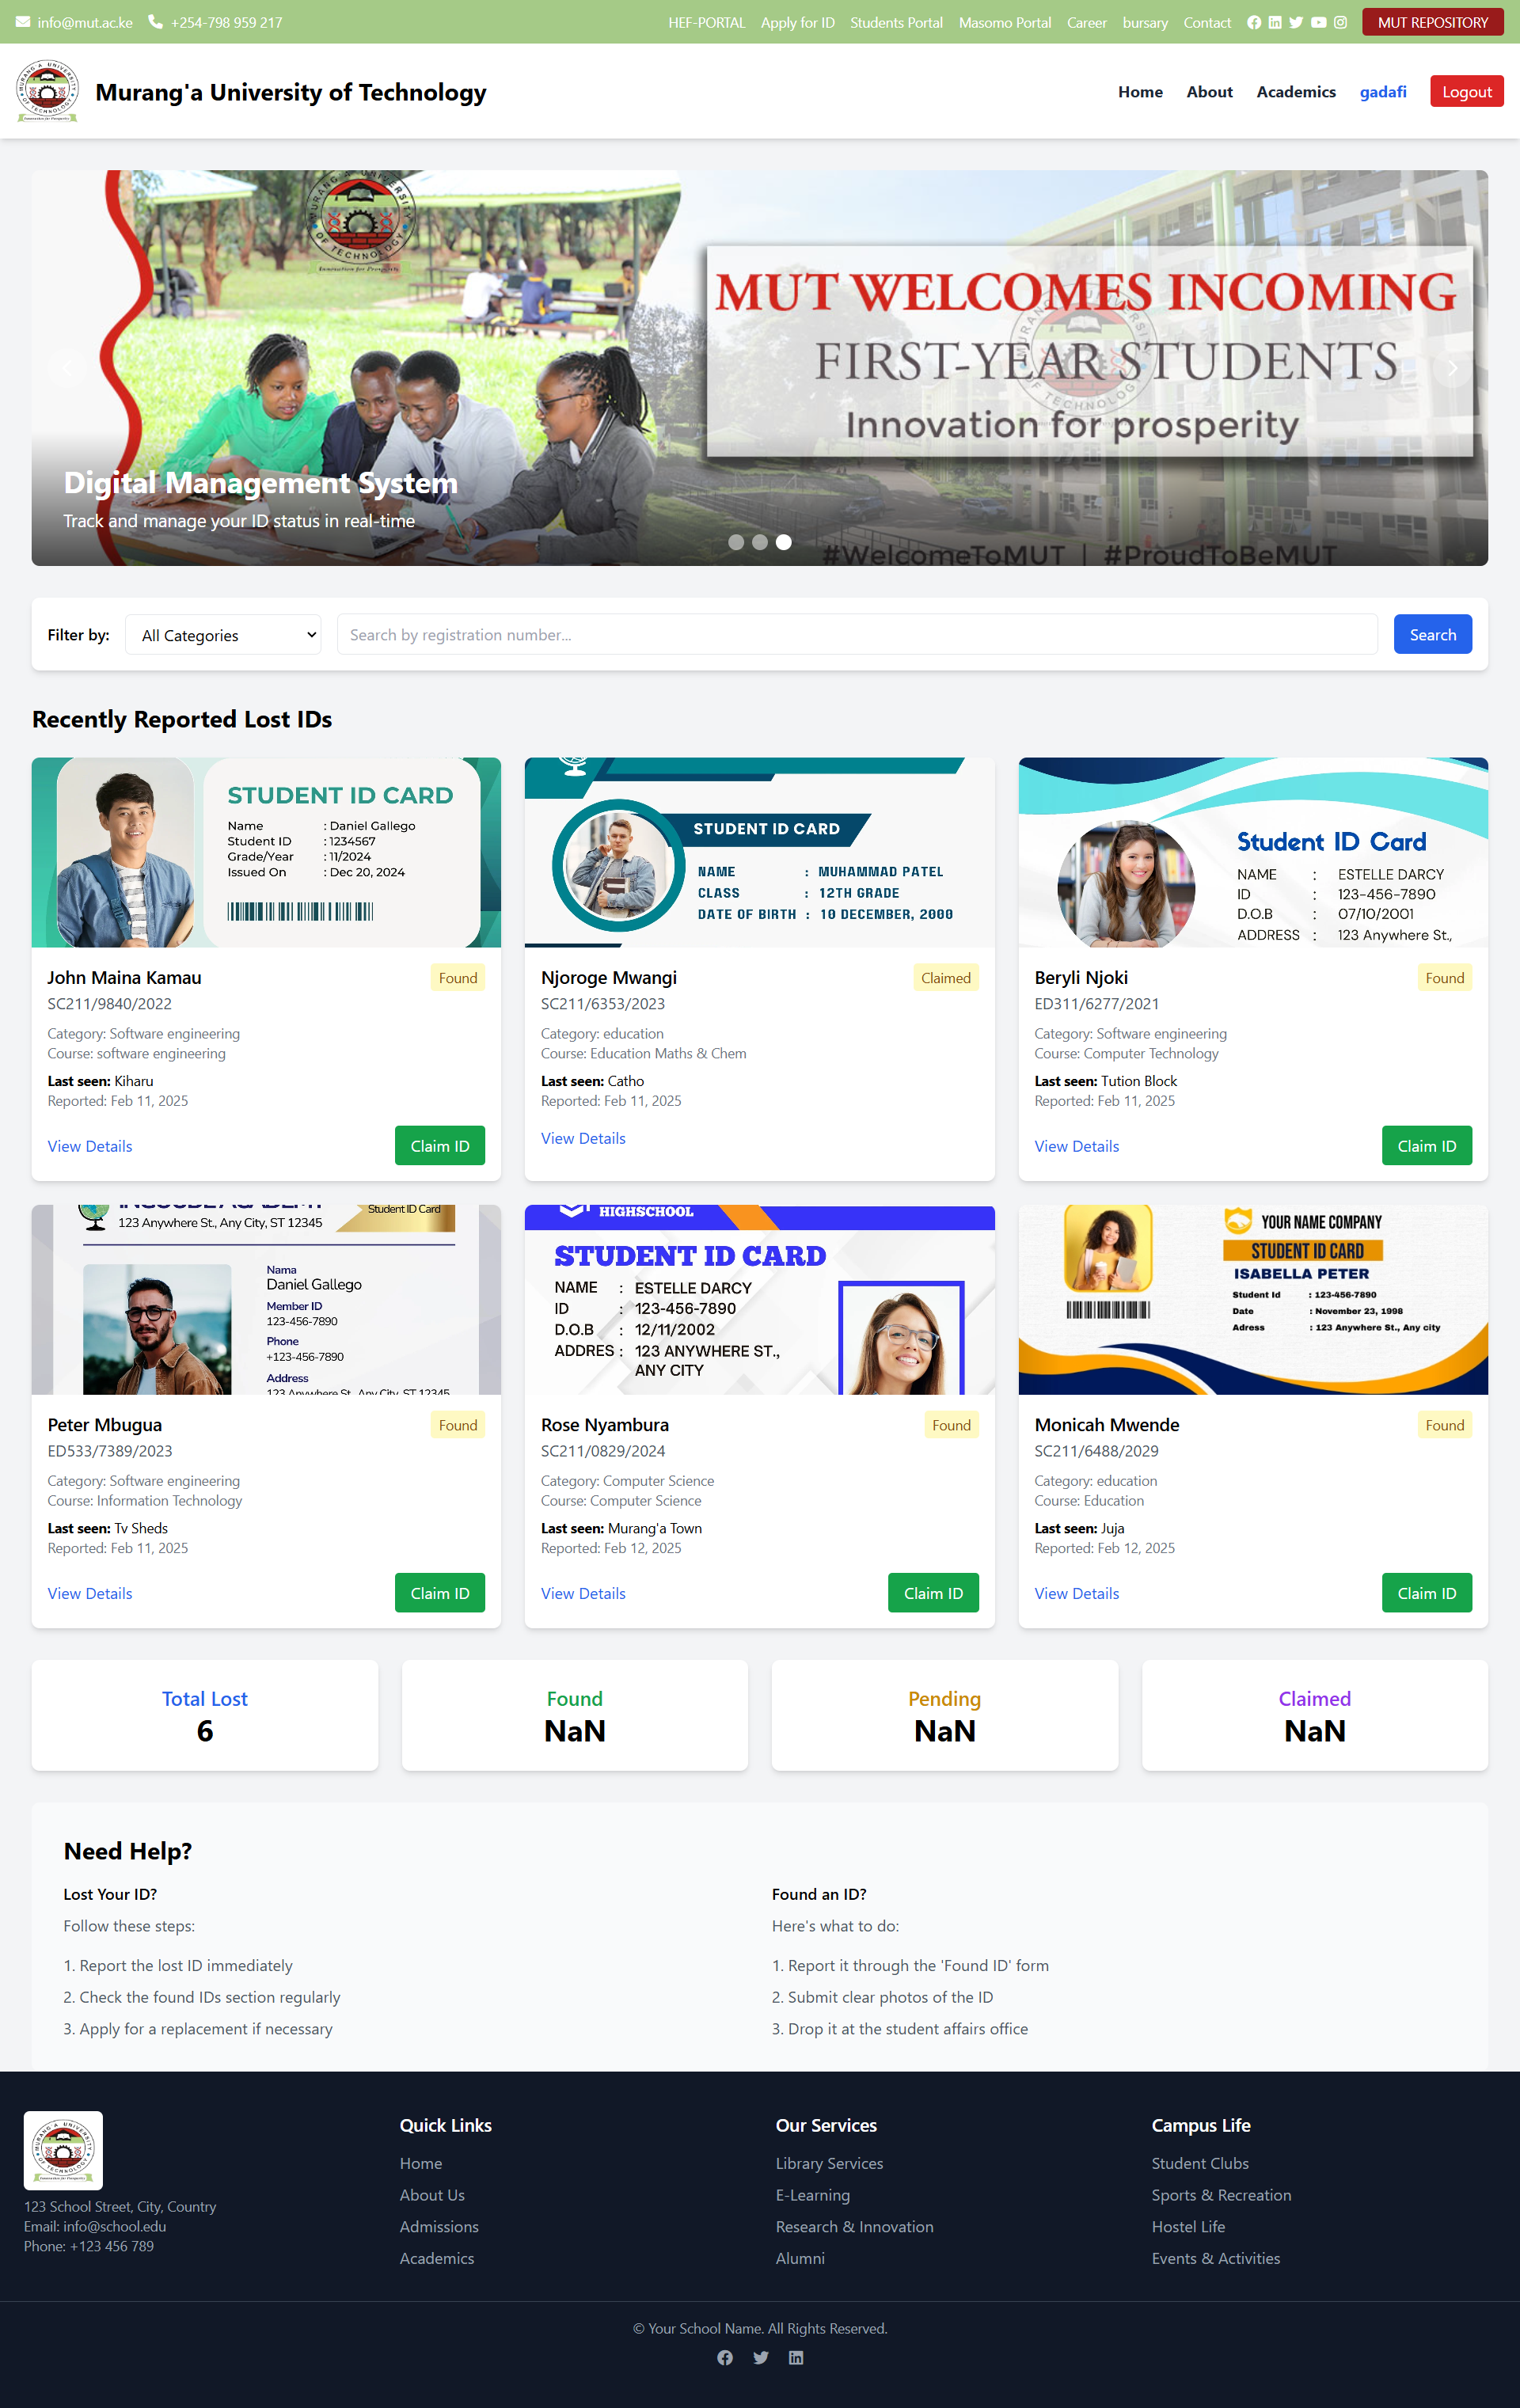 info@mut.ac.ke +254-798 959 217 HEF-PORTAL Apply for ID Students Portal Masomo Portal Career bursary Contact MUT REPOSITORY
Murang'a University of Technology Home About Academics gadafi Logout
MUT WELCOMES INCOMING
FIRST-YEAR STUDENTS
Innovation for prosperity
Digital Management System
Track and manage your ID status in real-time
#WelcomeToMUT | #ProudToBeMUT
Filter by: All Categories Search by registration number... Search
Recently Reported Lost IDs
STUDENT ID CARD
Name : Daniel Gallego
Student ID : 1234567
Grade/Year : 11/2024
Issued On : Dec 20, 2024
John Maina Kamau Found
SC211/9840/2022
Category: Software engineering
Course: software engineering
Last seen: Kiharu
Reported: Feb 11, 2025
View Details Claim ID
STUDENT ID CARD
NAME : MUHAMMAD PATEL
CLASS : 12TH GRADE
DATE OF BIRTH : 10 DECEMBER, 2000
Njoroge Mwangi Claimed
SC211/6353/2023
Category: education
Course: Education Maths & Chem
Last seen: Catho
Reported: Feb 11, 2025
View Details
Student ID Card
NAME : ESTELLE DARCY
ID : 123-456-7890
D.O.B : 07/10/2001
ADDRESS : 123 Anywhere St.,
Beryli Njoki Found
ED311/6277/2021
Category: Software engineering
Course: Computer Technology
Last seen: Tution Block
Reported: Feb 11, 2025
View Details Claim ID
Student ID Card
123 Anywhere St., Any City, ST 12345
Nama
Daniel Gallego
Member ID
123-456-7890
Phone
+123-456-7890
Address
123 Anywhere St., Any City, ST 12345
Peter Mbugua Found
ED533/7389/2023
Category: Software engineering
Course: Information Technology
Last seen: Tv Sheds
Reported: Feb 11, 2025
View Details Claim ID
HIGHSCHOOL
STUDENT ID CARD
NAME : ESTELLE DARCY
ID : 123-456-7890
D.O.B : 12/11/2002
ADDRES : 123 ANYWHERE ST.,
ANY CITY
Rose Nyambura Found
SC211/0829/2024
Category: Computer Science
Course: Computer Science
Last seen: Murang'a Town
Reported: Feb 12, 2025
View Details Claim ID
YOUR NAME COMPANY
STUDENT ID CARD
ISABELLA PETER
Student Id : 123-456-7890
Date : November 23, 1998
Adress : 123 Anywhere St., Any city
Monicah Mwende Found
SC211/6488/2029
Category: education
Course: Education
Last seen: Juja
Reported: Feb 12, 2025
View Details Claim ID
Total Lost
6
Found
NaN
Pending
NaN
Claimed
NaN
Need Help?
Lost Your ID?
Follow these steps:
1. Report the lost ID immediately
2. Check the found IDs section regularly
3. Apply for a replacement if necessary
Found an ID?
Here's what to do:
1. Report it through the 'Found ID' form
2. Submit clear photos of the ID
3. Drop it at the student affairs office
123 School Street, City, Country
Email: info@school.edu
Phone: +123 456 789
Quick Links
Home
About Us
Admissions
Academics
Our Services
Library Services
E-Learning
Research & Innovation
Alumni
Campus Life
Student Clubs
Sports & Recreation
Hostel Life
Events & Activities
© Your School Name. All Rights Reserved.